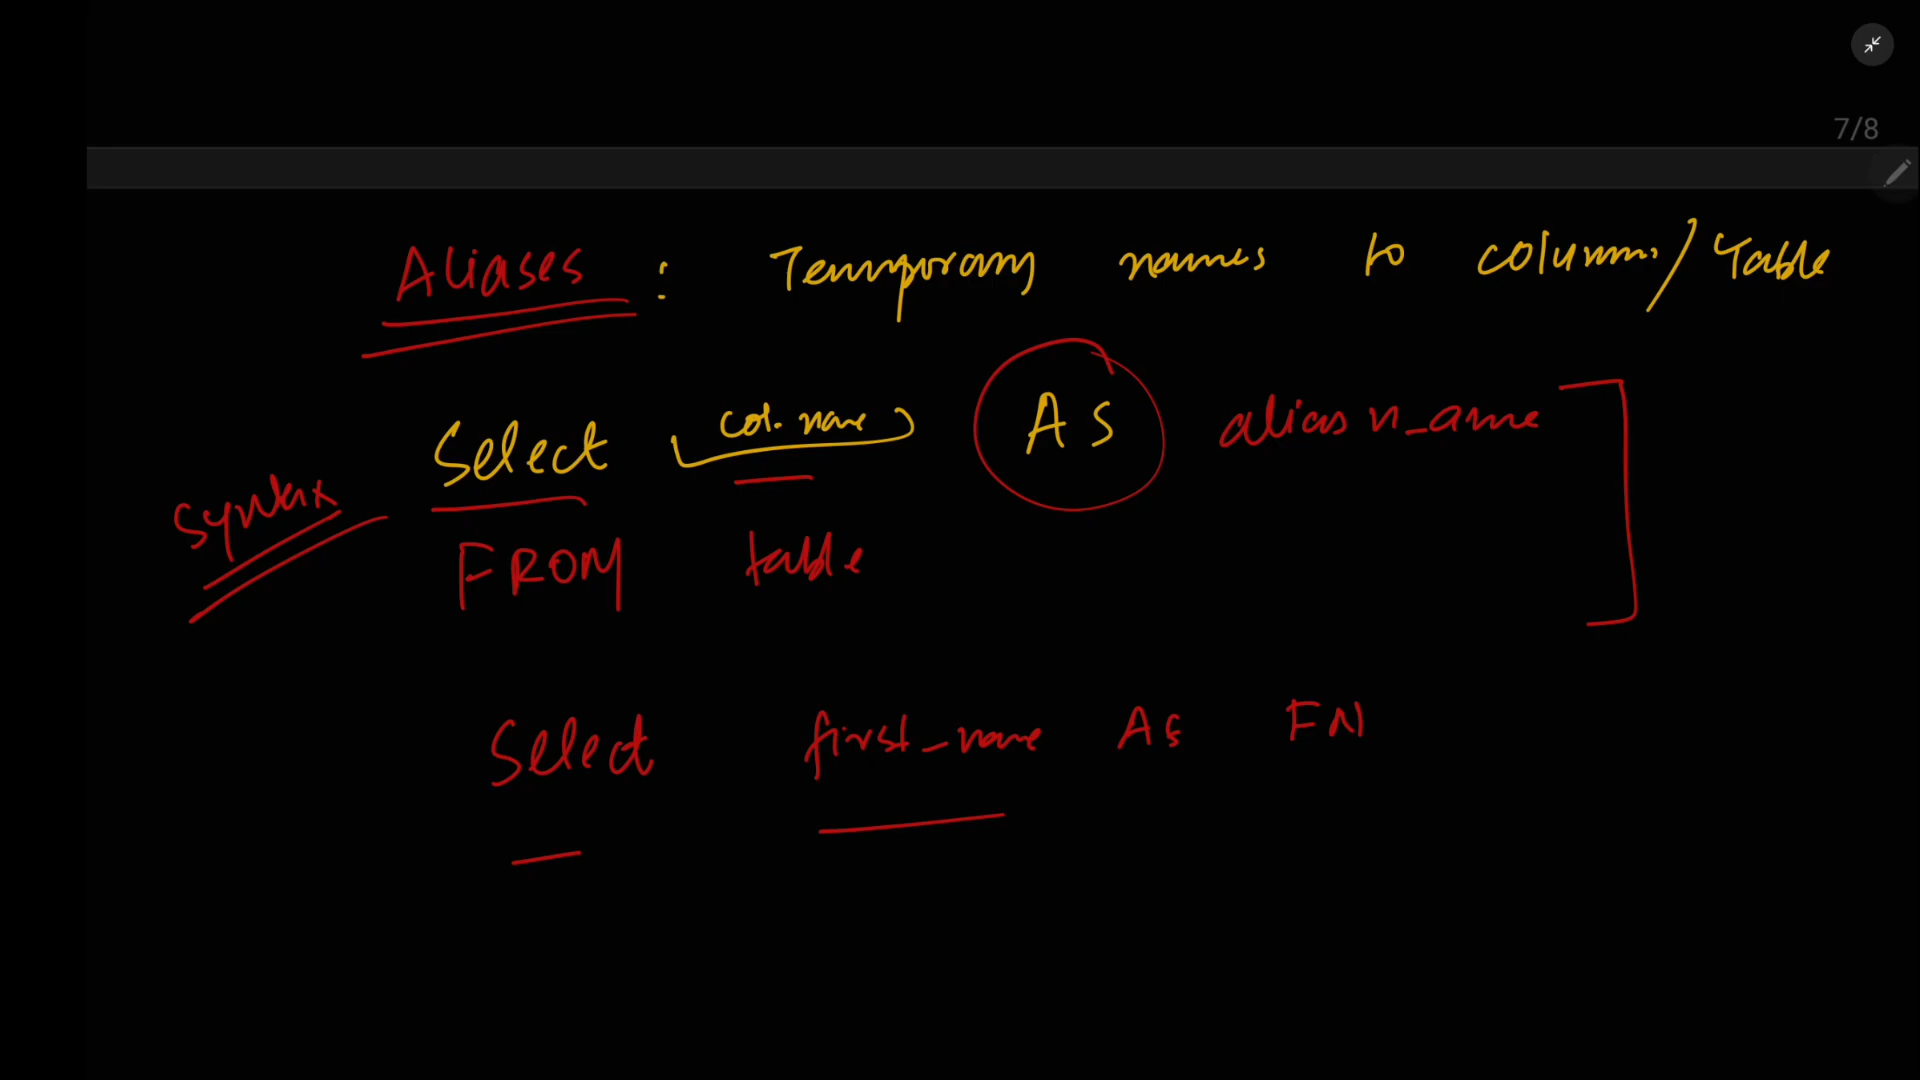 7/8
Aliases : Temporary names to column/Table
Select col. name As alias n_ame
Syntax
FROM table
Select first_name As FN